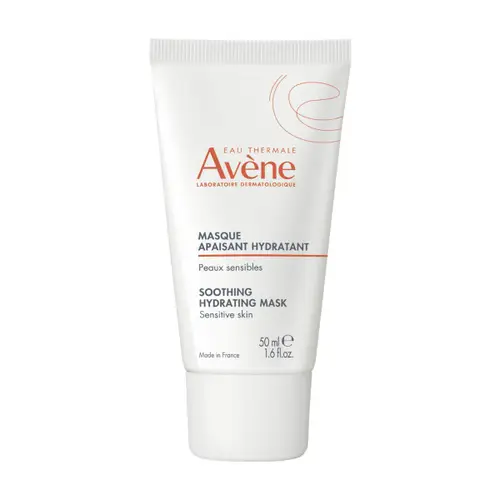 EAU THERMALE
Avène
LABORATOIRE DERMATOLOGIQUE
MASQUE
APAISANT HYDRATANT
Peaux sensibles
SOOTHING
HYDRATING MASK
Sensitive skin
50 ml ℮
Made in France 1.6 fl.oz.